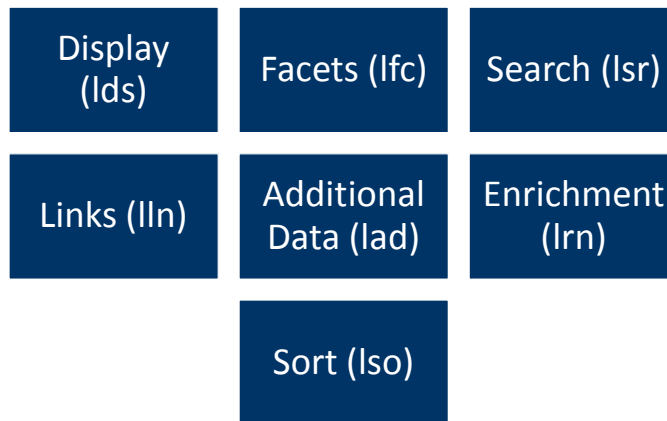 Display
(lds)
Facets (lfc)
Search (lsr)
Links (lln)
Additional
Data (lad)
Enrichment
(lrn)
Sort (lso)